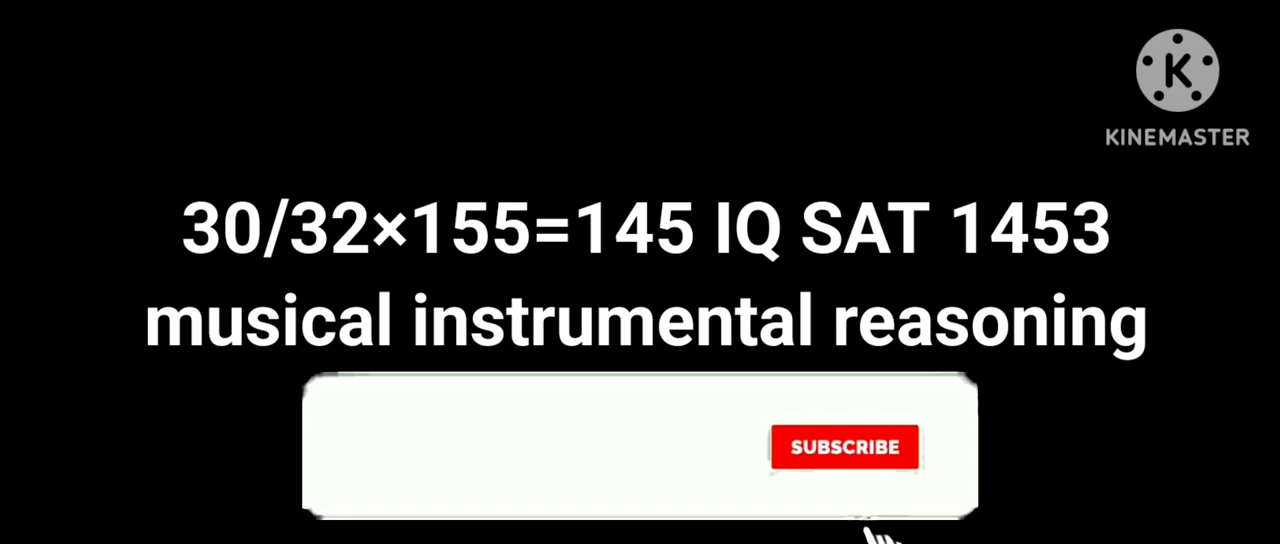 K
KINEMASTER
30/32×155=145 IQ SAT 1453
musical instrumental reasoning
SUBSCRIBE